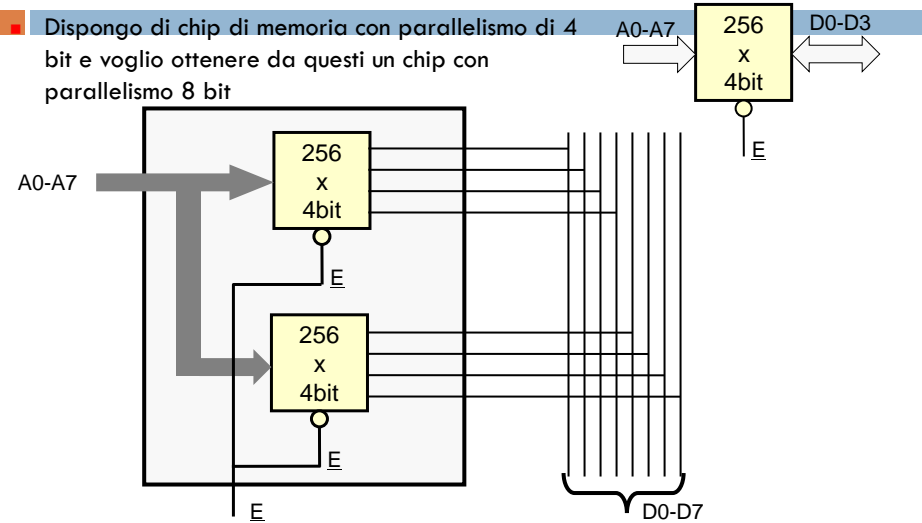 Dispongo di chip di memoria con parallelismo di 4
bit e voglio ottenere da questi un chip con
parallelismo 8 bit
A0-A7
256
x
4bit
D0-D3
E
A0-A7
256
x
4bit
E
256
x
4bit
E
E
D0-D7